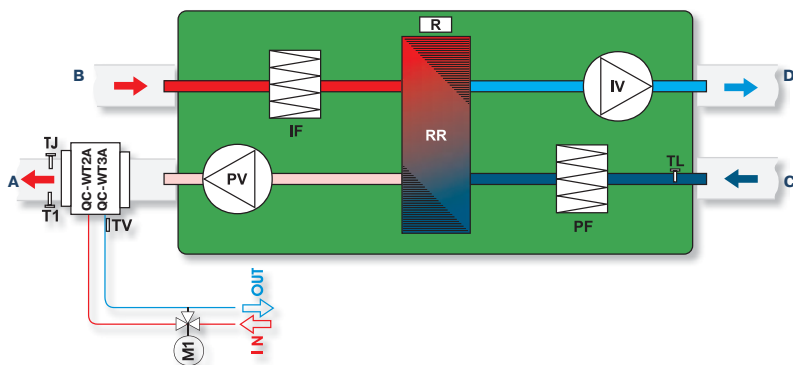 R
B
D
IV
IF
RR
TJ
QC-WT2A
QC-WT3A
TL
A
PV
C
T1
TV
PF
OUT
IN
M1